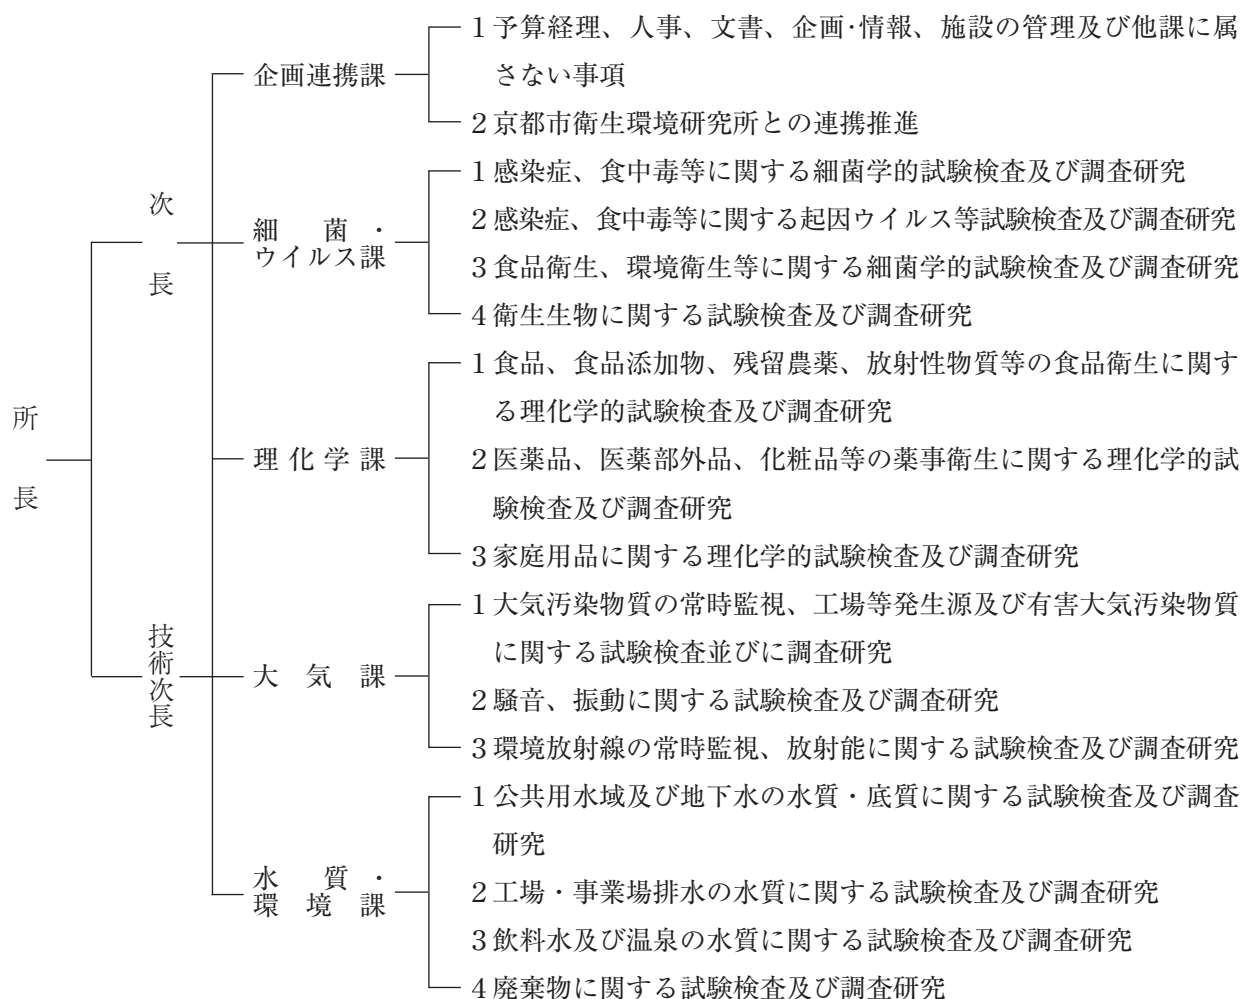 所長
次長
技術次長
企画連携課
1 予算経理、人事、文書、企画・情報、施設の管理及び他課に属
さない事項
2 京都市衛生環境研究所との連携推進
細菌・
ウイルス課
1 感染症、食中毒等に関する細菌学的試験検査及び調査研究
2 感染症、食中毒等に関する起因ウイルス等試験検査及び調査研究
3 食品衛生、環境衛生等に関する細菌学的試験検査及び調査研究
4 衛生生物に関する試験検査及び調査研究
理化学課
1 食品、食品添加物、残留農薬、放射性物質等の食品衛生に関す
る理化学的試験検査及び調査研究
2 医薬品、医薬部外品、化粧品等の薬事衛生に関する理化学的試
験検査及び調査研究
3 家庭用品に関する理化学的試験検査及び調査研究
大気課
1 大気汚染物質の常時監視、工場等発生源及び有害大気汚染物質
に関する試験検査並びに調査研究
2 騒音、振動に関する試験検査及び調査研究
3 環境放射線の常時監視、放射能に関する試験検査及び調査研究
水質・
環境課
1 公共用水域及び地下水の水質・底質に関する試験検査及び調査
研究
2 工場・事業場排水の水質に関する試験検査及び調査研究
3 飲料水及び温泉の水質に関する試験検査及び調査研究
4 廃棄物に関する試験検査及び調査研究